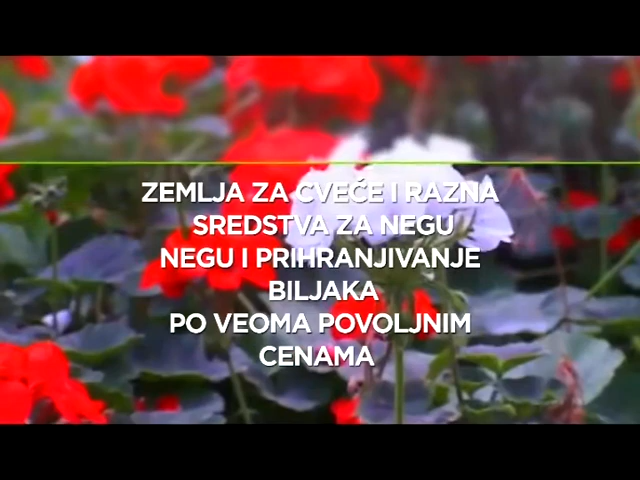 ZEMLJA ZA CVEĆE I RAZNA
SREDSTVA ZA NEGU
NEGU I PRIHRANJIVANJE
BILJAKA
PO VEOMA POVOLJNIM
CENAMA